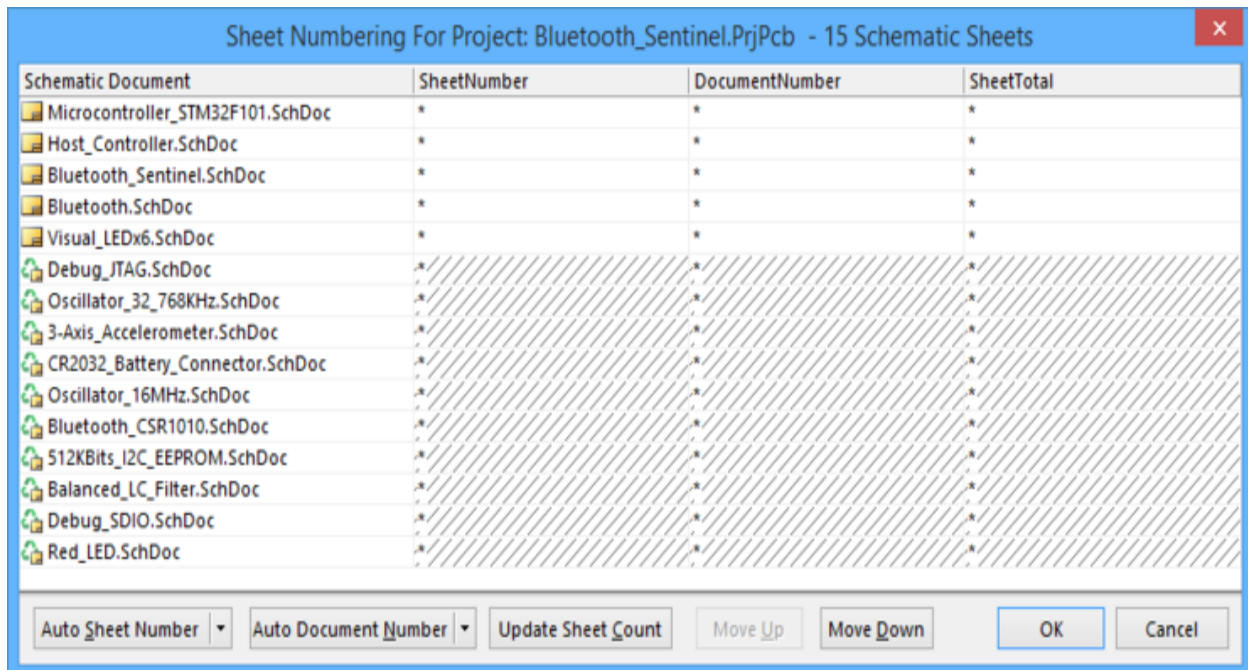 Sheet Numbering For Project: Bluetooth_Sentinel.PrjPcb - 15 Schematic Sheets
x
Schematic Document SheetNumber DocumentNumber SheetTotal
Microcontroller_STM32F101.SchDoc * * *
Host_Controller.SchDoc * * *
Bluetooth_Sentinel.SchDoc * * *
Bluetooth.SchDoc * * *
Visual_LEDx6.SchDoc * * *
Debug_JTAG.SchDoc * * *
Oscillator_32_768KHz.SchDoc * * *
3-Axis_Accelerometer.SchDoc * * *
CR2032_Battery_Connector.SchDoc * * *
Oscillator_16MHz.SchDoc * * *
Bluetooth_CSR1010.SchDoc * * *
512KBits_I2C_EEPROM.SchDoc * * *
Balanced_LC_Filter.SchDoc * * *
Debug_SDIO.SchDoc * * *
Red_LED.SchDoc * * *
Auto Sheet Number Auto Document Number Update Sheet Count Move Up Move Down OK Cancel